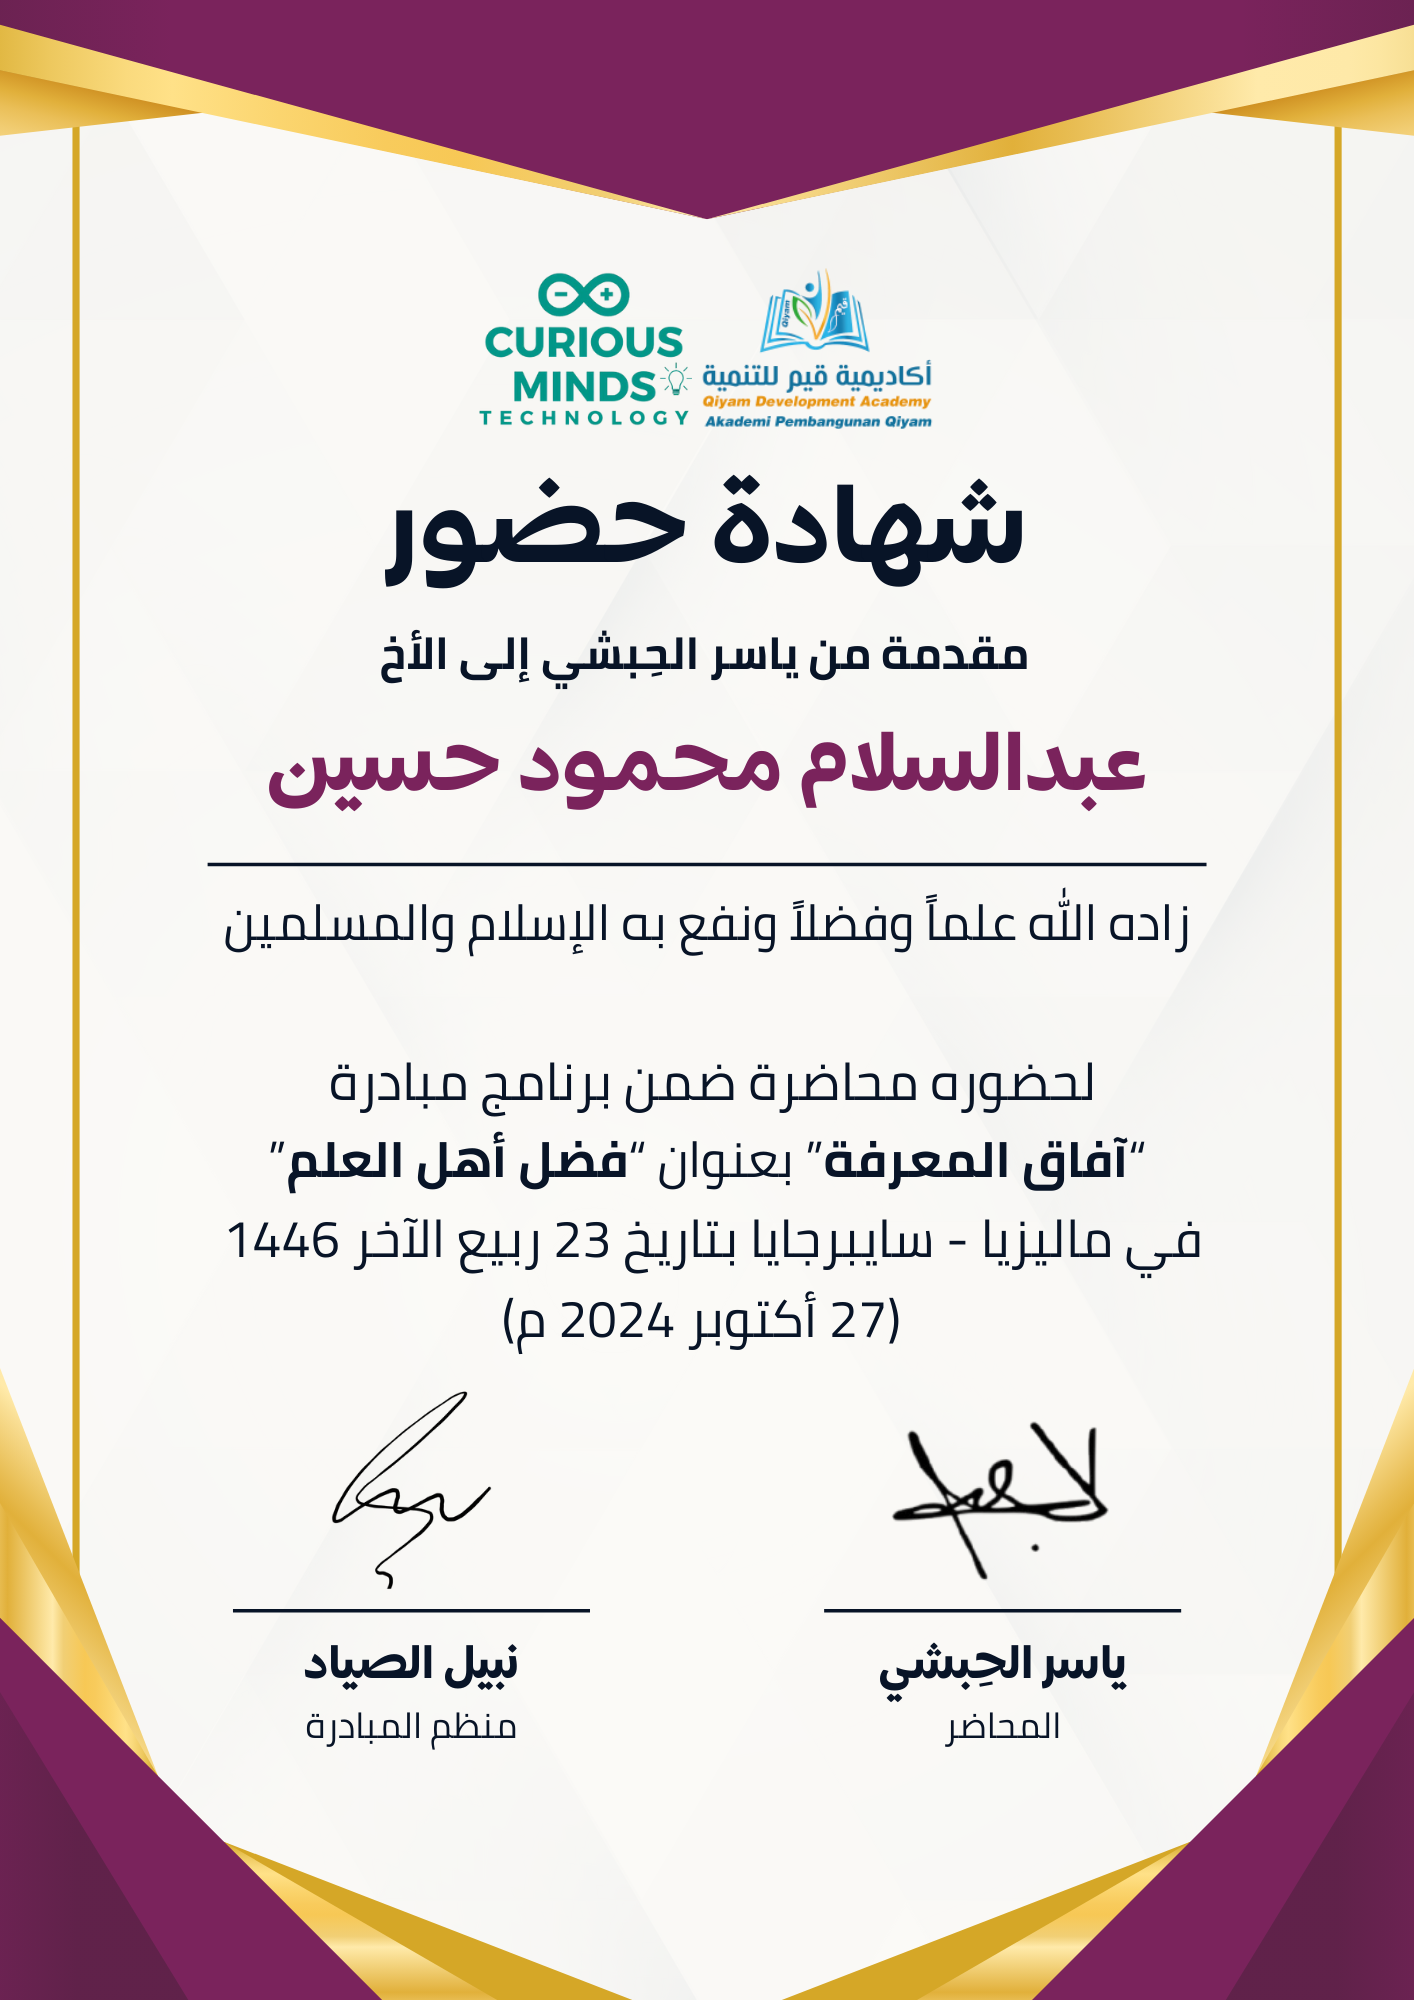 CURIOUS
MINDS
TECHNOLOGY
Qiyam
قيم
أكاديمية قيم للتنمية
Qiyam Development Academy
Akademi Pembangunan Qiyam
شهادة حضور
مقدمة من ياسر الحِبشي إلى الأخ
عبدالسلام محمود حسين
زاده الله علماً وفضلاً ونفع به الإسلام والمسلمين
لحضوره محاضرة ضمن برنامج مبادرة
“آفاق المعرفة” بعنوان “فضل أهل العلم”
في ماليزيا - سايبرجايا بتاريخ 23 ربيع الآخر 1446
(27 أكتوبر 2024 م)
ياسر الحِبشي
المحاضر
نبيل الصياد
منظم المبادرة